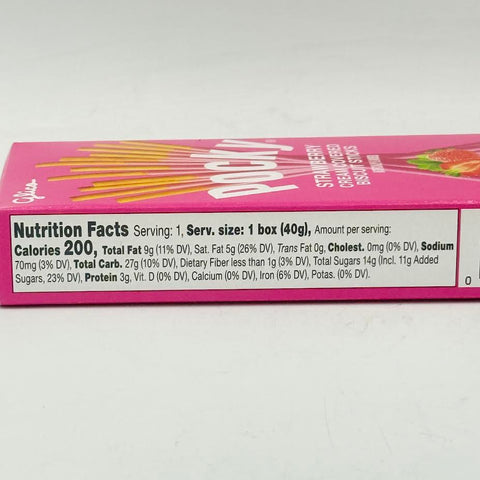 Glico
Pocky
STRAWBERRY
CREAM COVERED
BISCUIT STICKS
Nutrition Facts Serving: 1, Serv. size: 1 box (40g), Amount per serving:
Calories 200, Total Fat 9g (11% DV), Sat. Fat 5g (26% DV), Trans Fat 0g, Cholest. 0mg (0% DV), Sodium
70mg (3% DV), Total Carb. 27g (10% DV), Dietary Fiber less than 1g (3% DV), Total Sugars 14g (Incl. 11g Added
Sugars, 23% DV), Protein 3g, Vit. D (0% DV), Calcium (0% DV), Iron (6% DV), Potas. (0% DV).
0